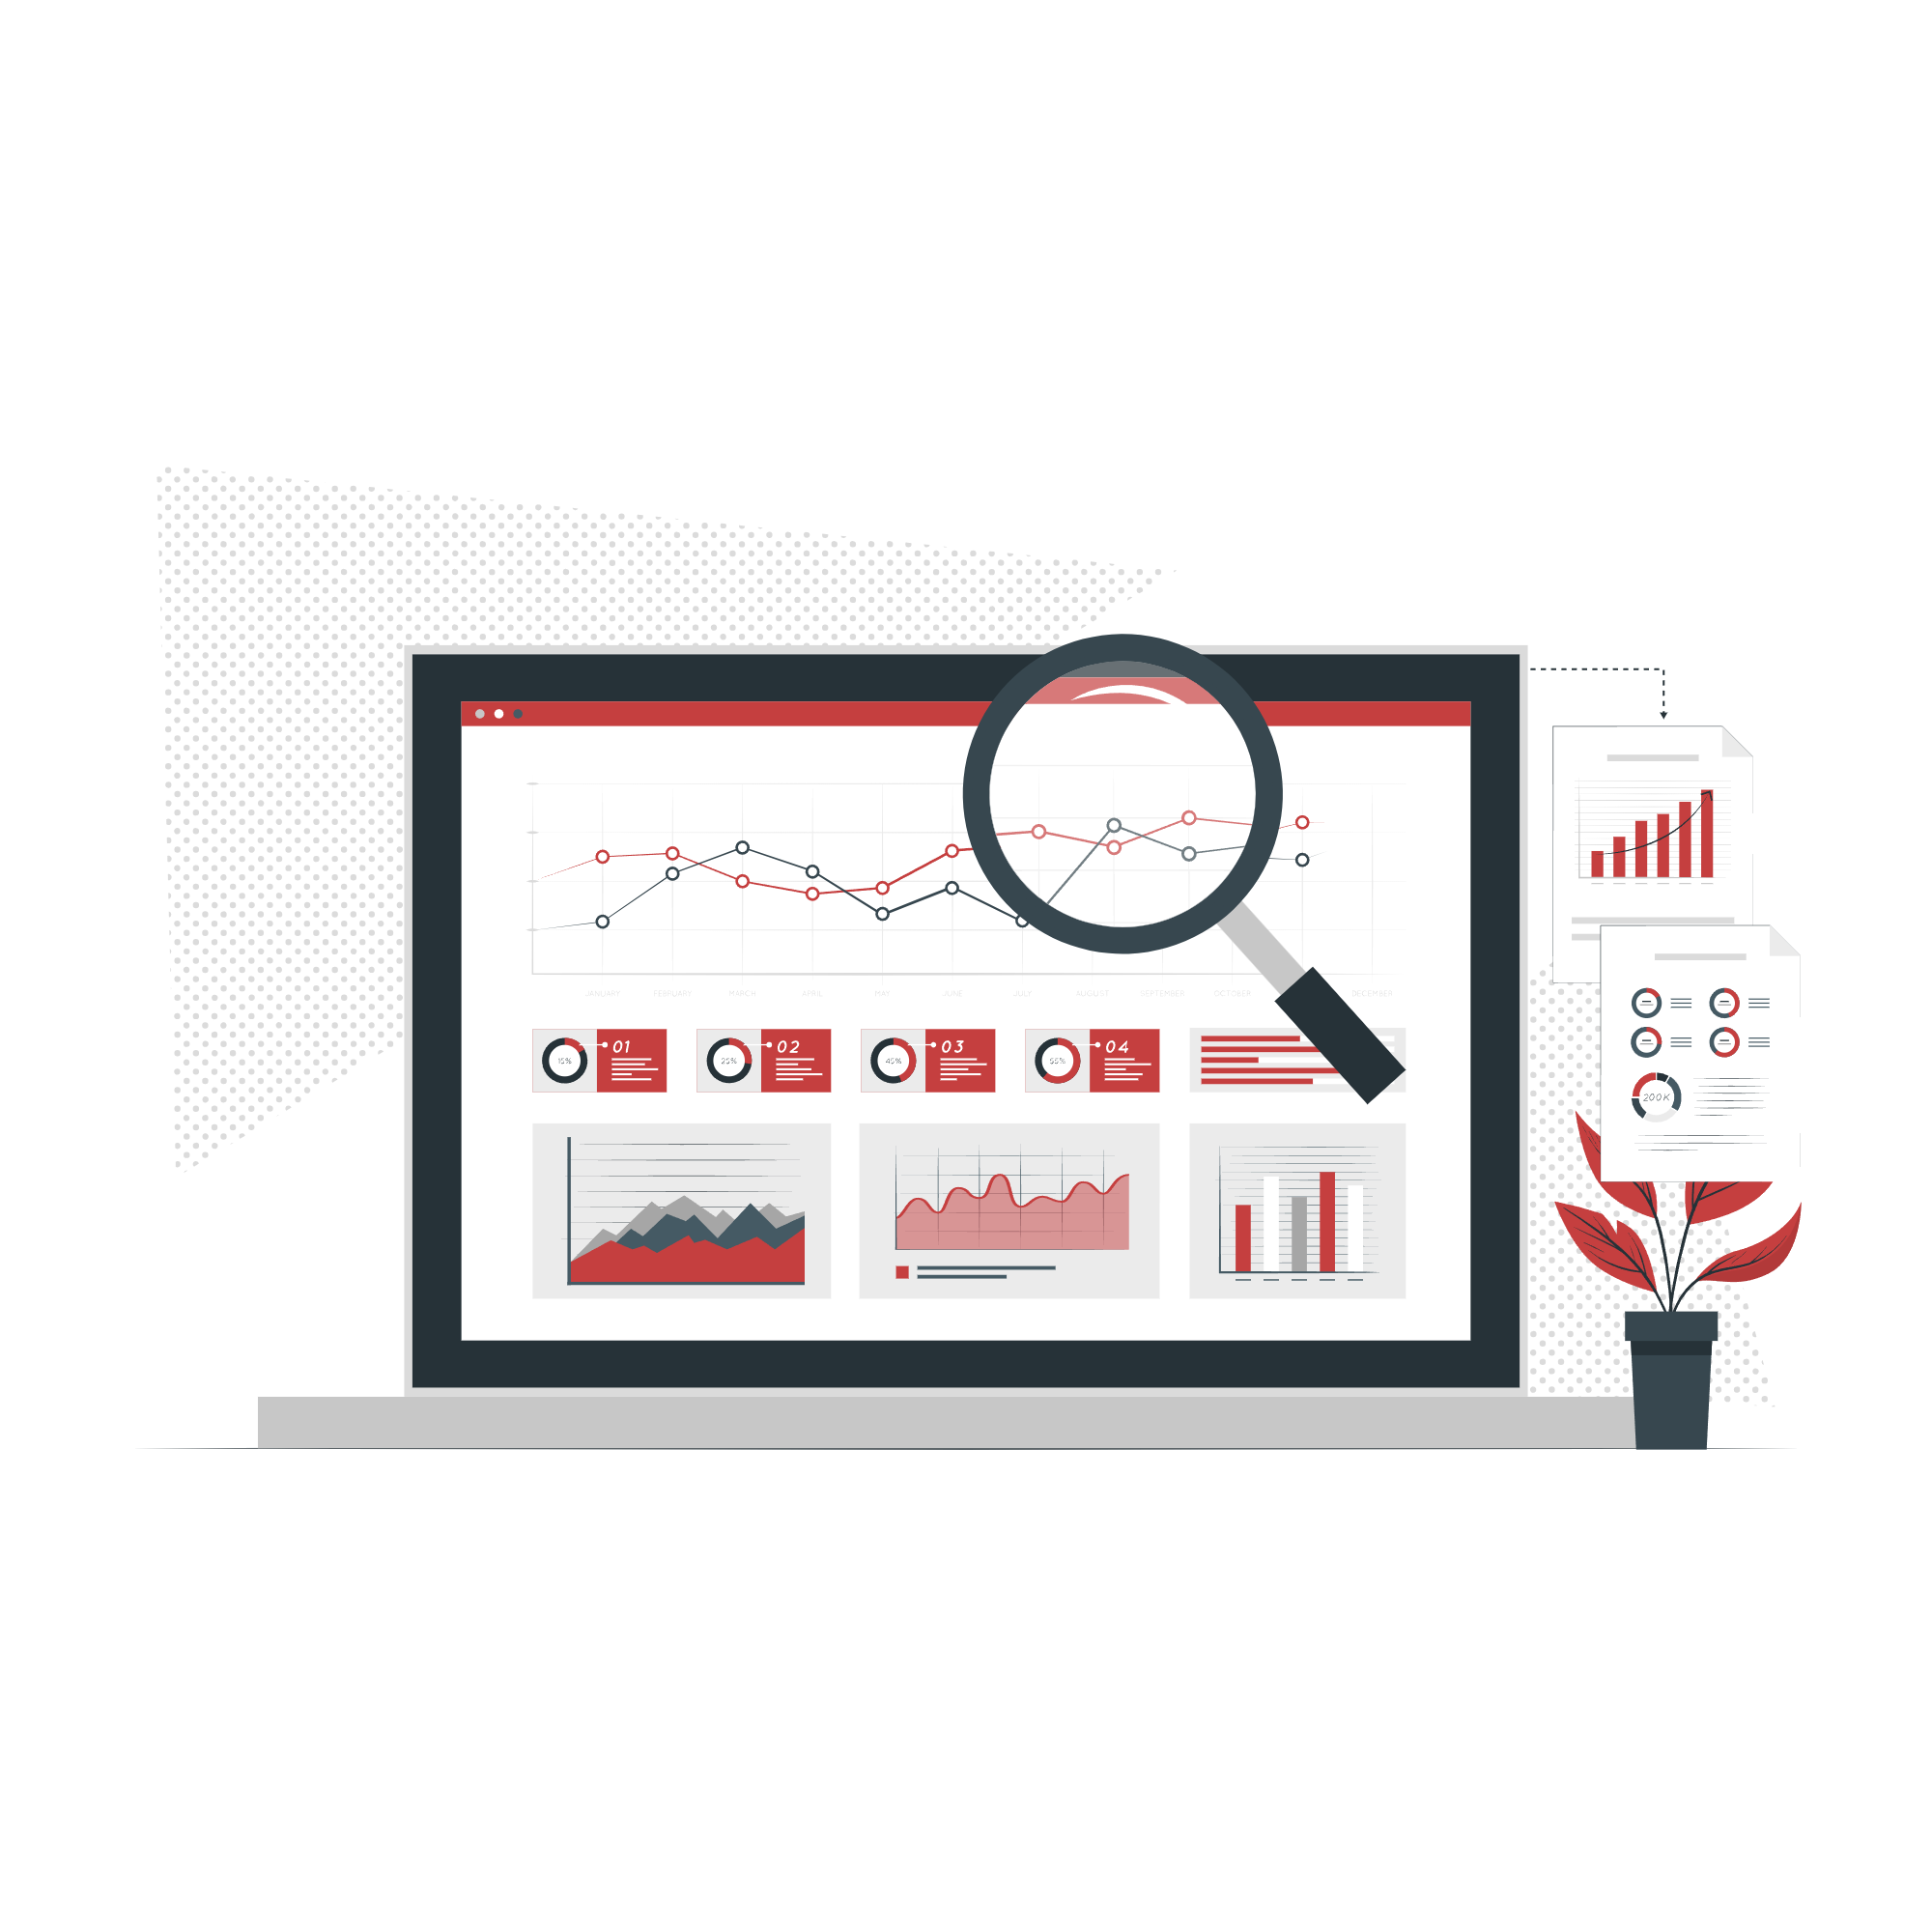 JANUARY FEBRUARY MARCH APRIL MAY JUNE JULY AUGUST SEPTEMBER OCTOBER DECEMBER
15% 01 25% 02 45% 03 04
200K